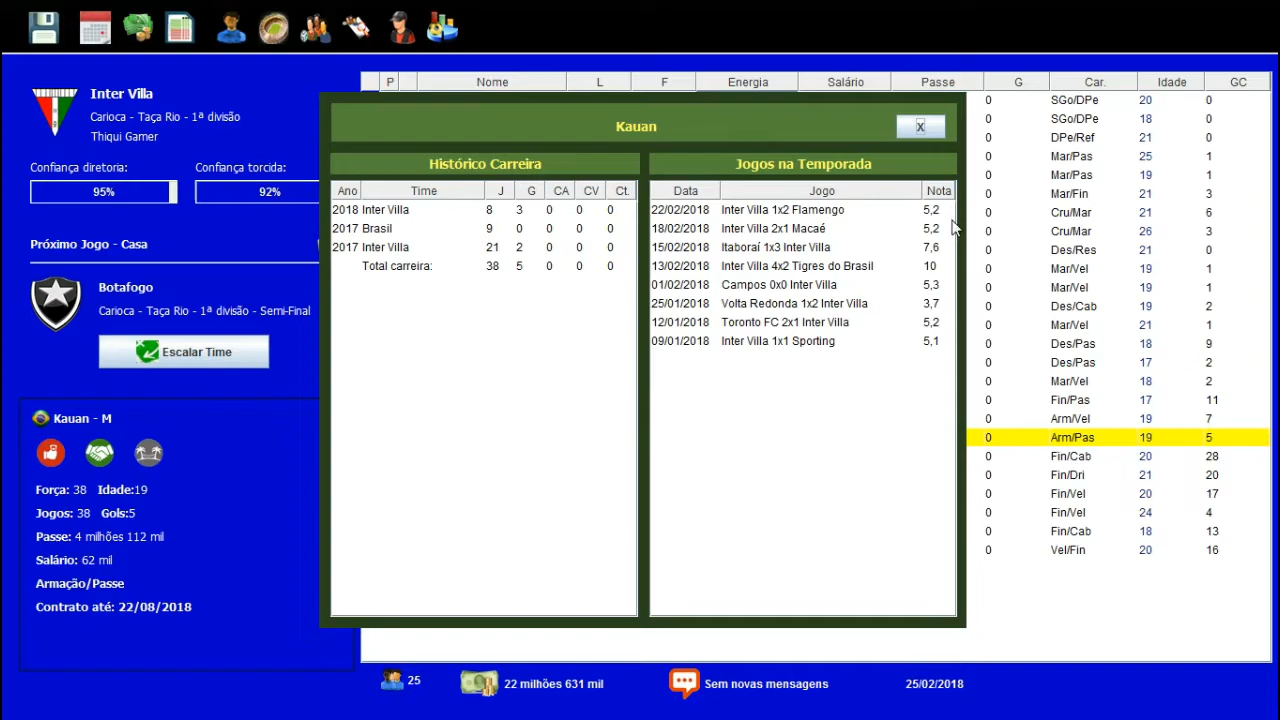 P Nome L F Energia Salário Passe G Car. Idade GC
Inter Villa
Carioca - Taça Rio - 1ª divisão
Thiqui Gamer
Confiança diretoria: Confiança torcida:
95% 92%
Próximo Jogo - Casa
Botafogo
Carioca - Taça Rio - 1ª divisão - Semi-Final
Escalar Time
Kauan - M
Força: 38 Idade:19
Jogos: 38 Gols:5
Passe: 4 milhões 112 mil
Salário: 62 mil
Armação/Passe
Contrato até: 22/08/2018
Kauan
X
Histórico Carreira
Ano Time J G CA CV Ct.
2018 Inter Villa 8 3 0 0 0
2017 Brasil 9 0 0 0 0
2017 Inter Villa 21 2 0 0 0
Total carreira: 38 5 0 0 0
Jogos na Temporada
Data Jogo Nota
22/02/2018 Inter Villa 1x2 Flamengo 5,2
18/02/2018 Inter Villa 2x1 Macaé 5,2
15/02/2018 Itaboraí 1x3 Inter Villa 7,6
13/02/2018 Inter Villa 4x2 Tigres do Brasil 10
01/02/2018 Campos 0x0 Inter Villa 5,3
25/01/2018 Volta Redonda 1x2 Inter Villa 3,7
12/01/2018 Toronto FC 2x1 Inter Villa 5,2
09/01/2018 Inter Villa 1x1 Sporting 5,1
0 SGo/DPe 20 0
0 SGo/DPe 18 0
0 DPe/Ref 21 0
0 Mar/Pas 25 1
0 Mar/Pas 19 1
0 Mar/Fin 21 3
0 Cru/Mar 21 6
0 Cru/Mar 26 3
0 Des/Res 21 0
0 Mar/Vel 19 1
0 Mar/Vel 19 1
0 Des/Cab 19 2
0 Mar/Vel 21 1
0 Des/Pas 18 9
0 Des/Pas 17 2
0 Mar/Vel 18 2
0 Fin/Pas 17 11
0 Arm/Vel 19 7
0 Arm/Pas 19 5
0 Fin/Cab 20 28
0 Fin/Dri 21 20
0 Fin/Vel 20 17
0 Fin/Vel 24 4
0 Fin/Cab 18 13
0 Vel/Fin 20 16
25 22 milhões 631 mil Sem novas mensagens 25/02/2018